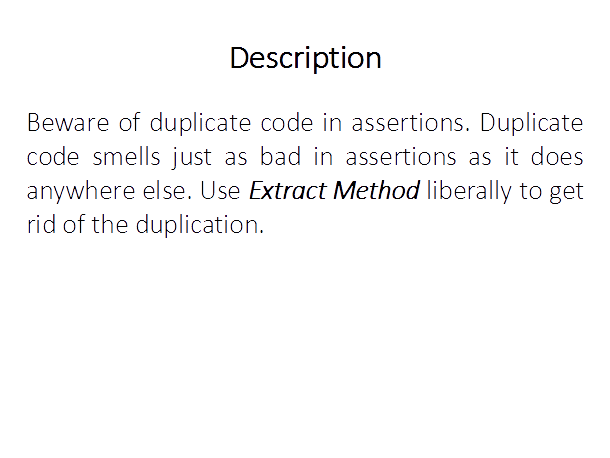 Description
Beware of duplicate code in assertions. Duplicate
code smells just as bad in assertions as it does
anywhere else. Use Extract Method liberally to get
rid of the duplication.